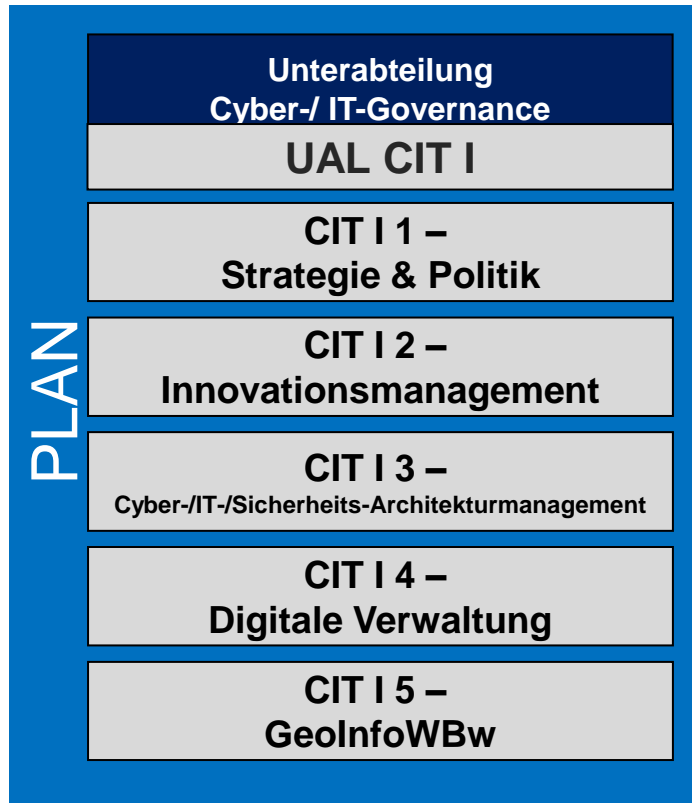 PLAN
Unterabteilung
Cyber-/ IT-Governance
UAL CIT I
CIT I 1 –
Strategie & Politik
CIT I 2 –
Innovationsmanagement
CIT I 3 –
Cyber-/IT-/Sicherheits-Architekturmanagement
CIT I 4 –
Digitale Verwaltung
CIT I 5 –
GeoInfoWBw